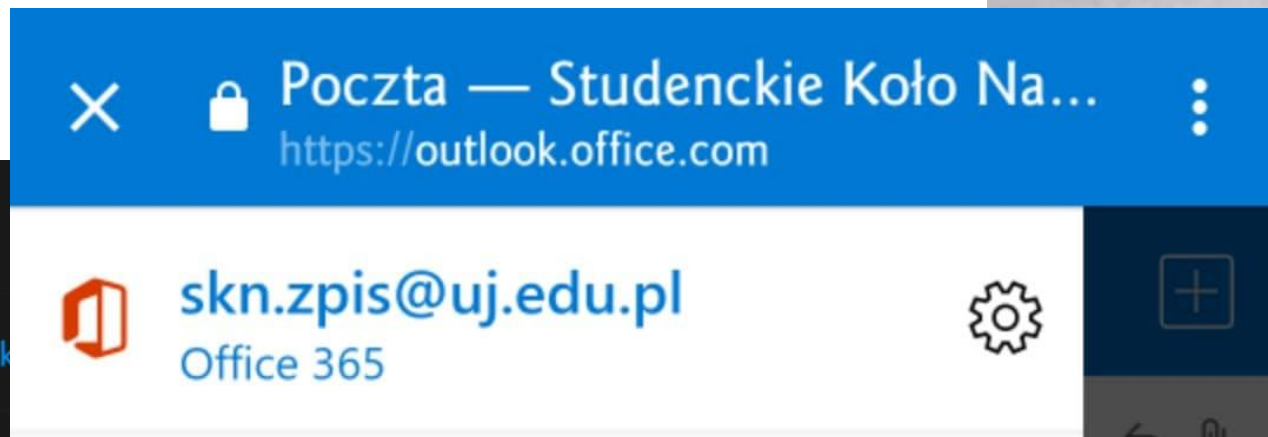 Poczta — Studenckie Koło Na...
https://outlook.office.com
skn.zpis@uj.edu.pl
Office 365